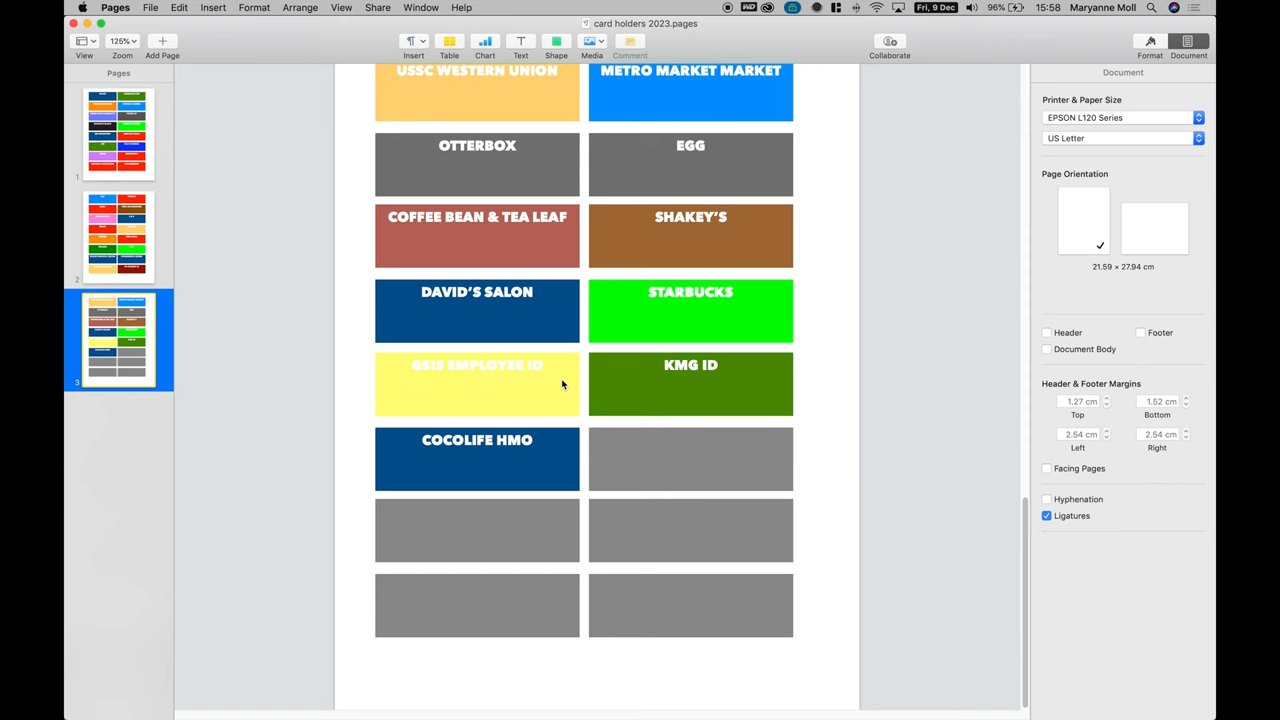 Pages File Edit Insert Format Arrange View Share Window Help Fri, 9 Dec 96% 15:58 Maryanne Moll
card holders 2023.pages
125%
View Zoom Add Page Insert Table Chart Text Shape Media Comment Collaborate Format Document
Pages
1
2
3
USSC WESTERN UNION METRO MARKET MARKET
OTTERBOX EGG
COFFEE BEAN & TEA LEAF SHAKEY'S
DAVID'S SALON STARBUCKS
GSIS EMPLOYEE ID KMG ID
COCOLIFE HMO
Document
Printer & Paper Size
EPSON L120 Series
US Letter
Page Orientation
21.59 × 27.94 cm
Header Footer
Document Body
Header & Footer Margins
1.27 cm 1.52 cm
Top Bottom
2.54 cm 2.54 cm
Left Right
Facing Pages
Hyphenation
Ligatures